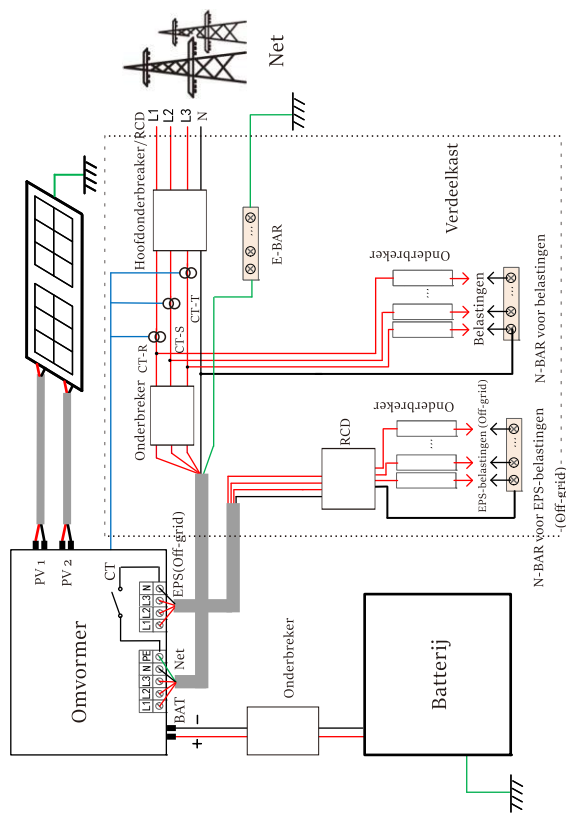 Net
L1
L2
L3
N
Hoofdonderbreaker/RCD
E-BAR
...
Verdeelkast
CT-R
CT-S
CT-T
Onderbreker
Onderbreker
...
Belastingen
...
N-BAR voor belastingen
RCD
Onderbreker
...
EPS-belastingen (Off-grid)
...
N-BAR voor EPS-belastingen
(Off-grid)
PV 1
PV 2
CT
EPS(Off-grid)
L1 L2 L3 N
Omvormer
L1 L2 L3 N PE
Net
BAT
+ −
Onderbreker
Batterij